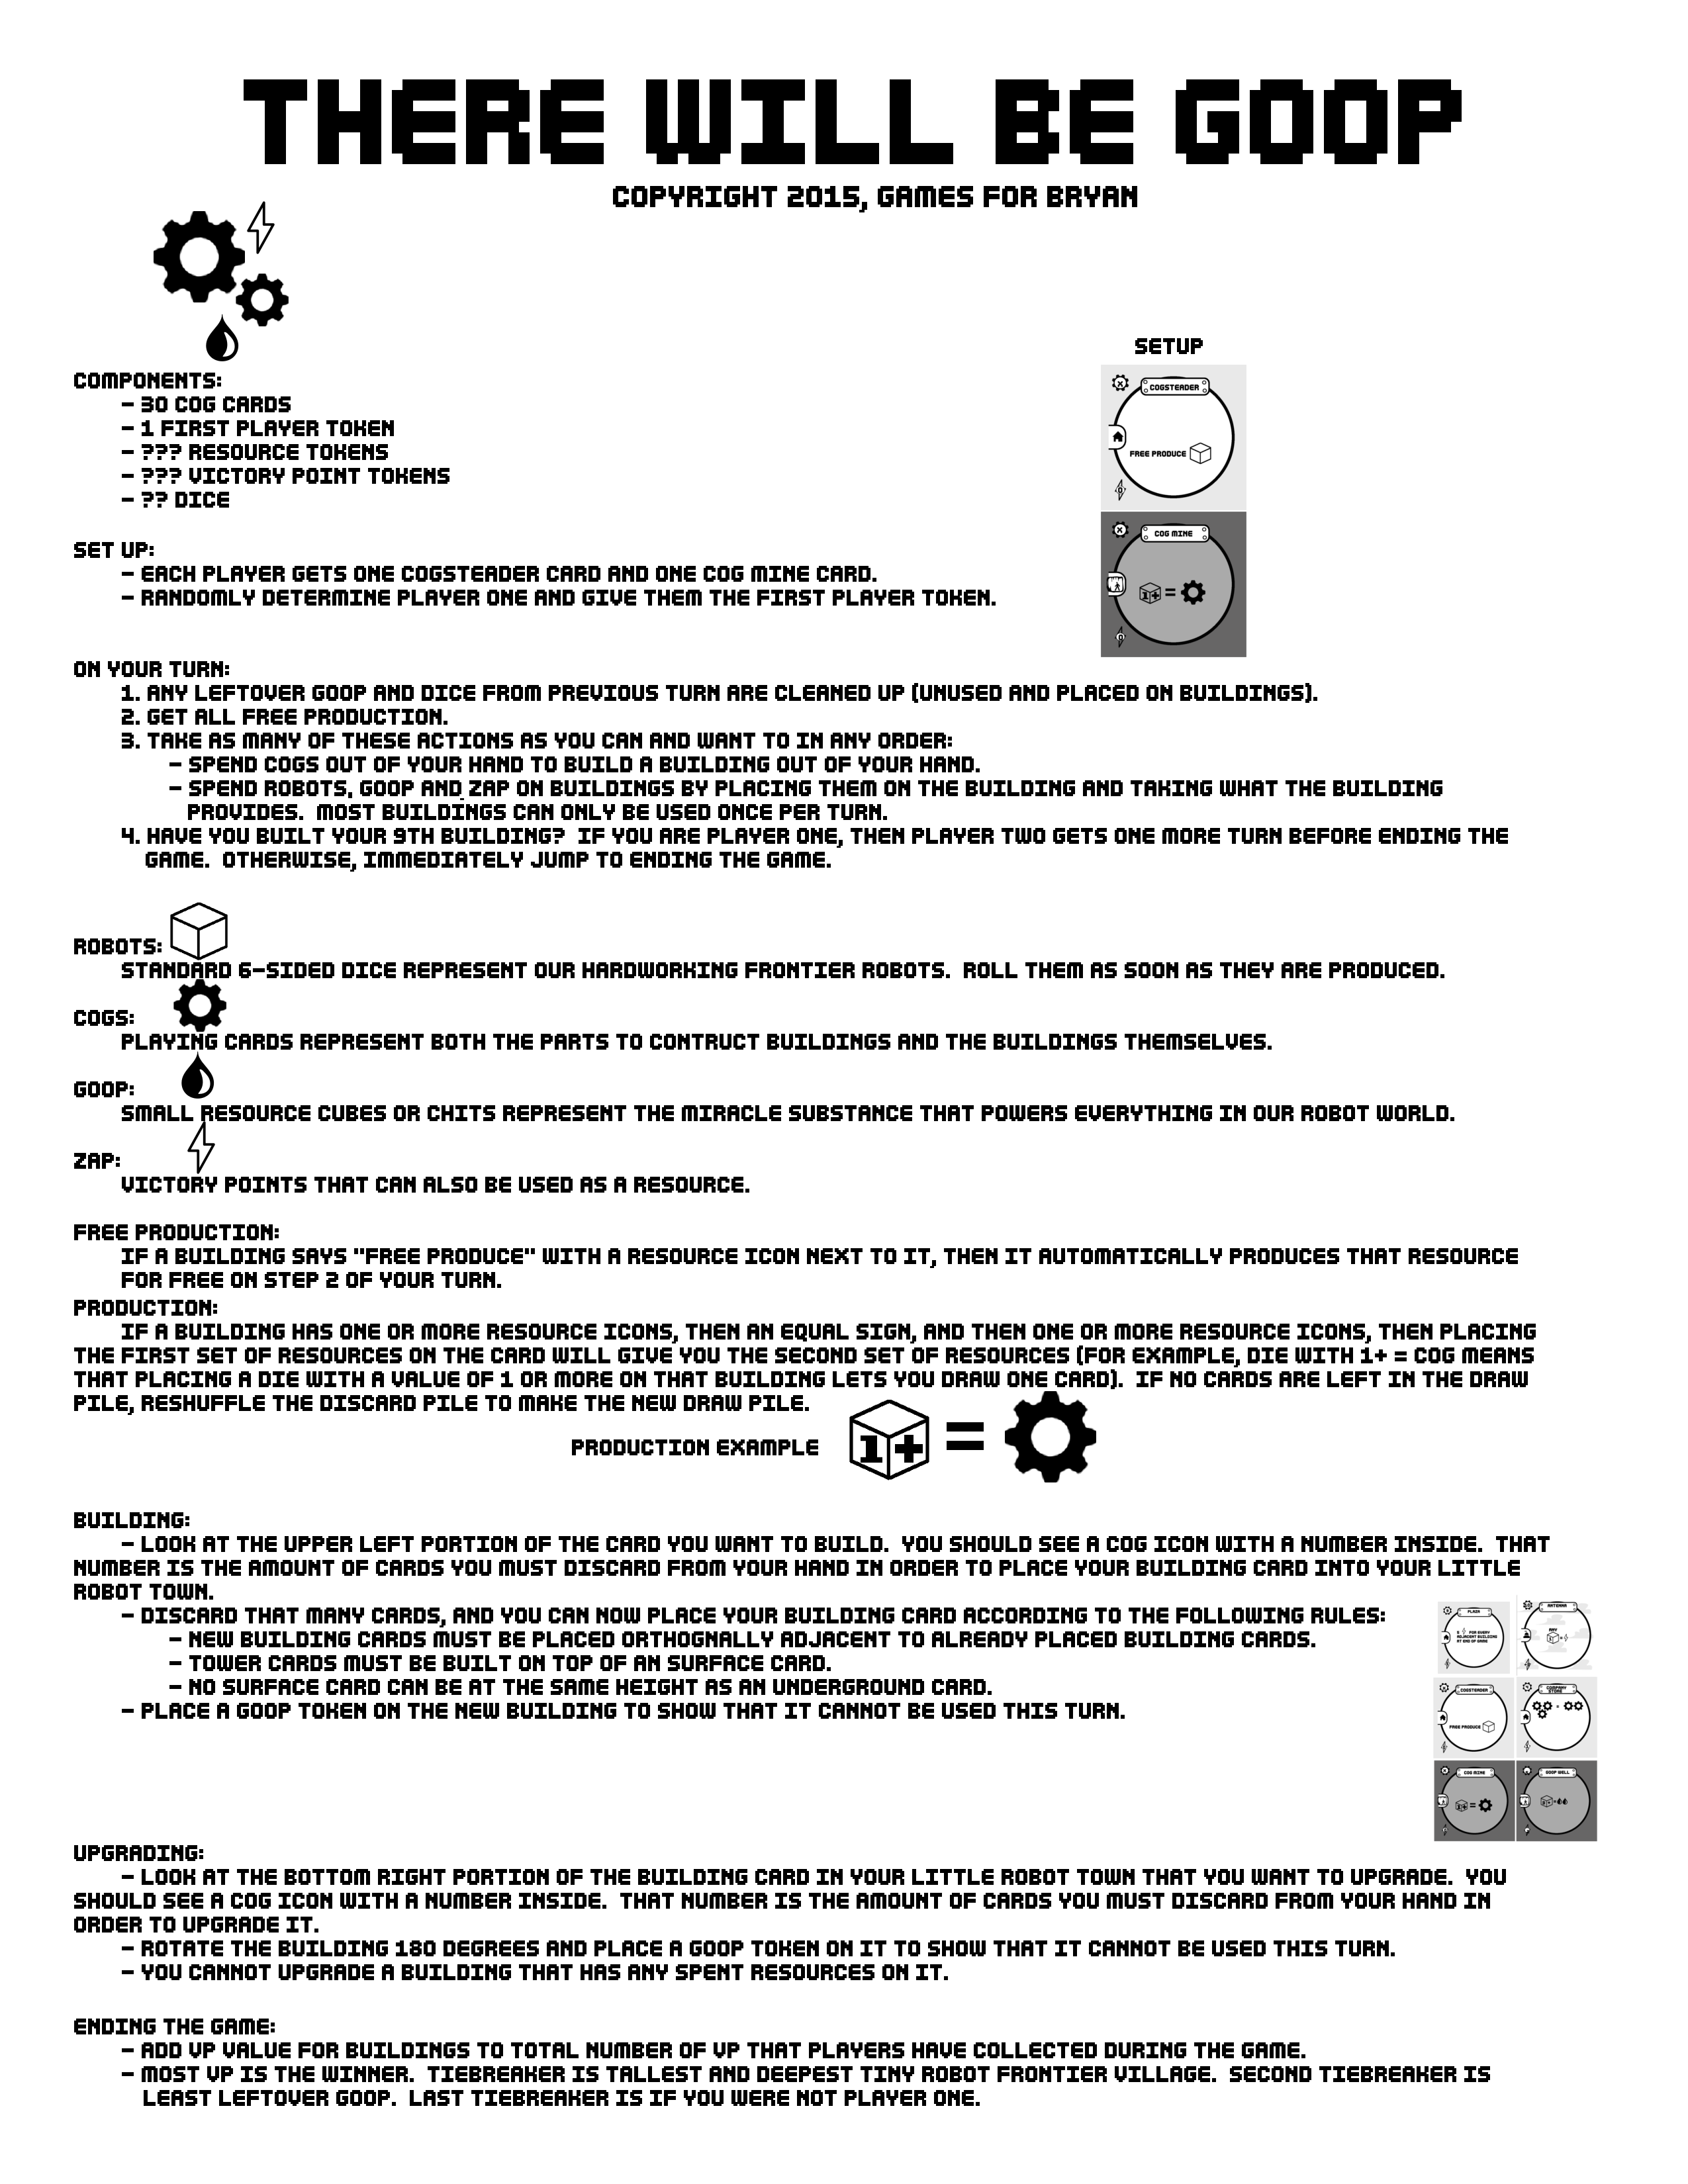 THERE WILL BE GOOP
COPYRIGHT 2015, GAMES FOR BRYAN
SETUP
COGSTEADER
X
FREE PRODUCE
COG MINE
X
1+ =
COMPONENTS:
- 30 COG CARDS
- 1 FIRST PLAYER TOKEN
- ??? RESOURCE TOKENS
- ??? VICTORY POINT TOKENS
- ?? DICE
SET UP:
- EACH PLAYER GETS ONE COGSTEADER CARD AND ONE COG MINE CARD.
- RANDOMLY DETERMINE PLAYER ONE AND GIVE THEM THE FIRST PLAYER TOKEN.
ON YOUR TURN:
1. ANY LEFTOVER GOOP AND DICE FROM PREVIOUS TURN ARE CLEANED UP (UNUSED AND PLACED ON BUILDINGS).
2. GET ALL FREE PRODUCTION.
3. TAKE AS MANY OF THESE ACTIONS AS YOU CAN AND WANT TO IN ANY ORDER:
- SPEND COGS OUT OF YOUR HAND TO BUILD A BUILDING OUT OF YOUR HAND.
- SPEND ROBOTS, GOOP AND ZAP ON BUILDINGS BY PLACING THEM ON THE BUILDING AND TAKING WHAT THE BUILDING
PROVIDES. MOST BUILDINGS CAN ONLY BE USED ONCE PER TURN.
4. HAVE YOU BUILT YOUR 9TH BUILDING? IF YOU ARE PLAYER ONE, THEN PLAYER TWO GETS ONE MORE TURN BEFORE ENDING THE
GAME. OTHERWISE, IMMEDIATELY JUMP TO ENDING THE GAME.
ROBOTS:
STANDARD 6-SIDED DICE REPRESENT OUR HARDWORKING FRONTIER ROBOTS. ROLL THEM AS SOON AS THEY ARE PRODUCED.
COGS:
PLAYING CARDS REPRESENT BOTH THE PARTS TO CONTRUCT BUILDINGS AND THE BUILDINGS THEMSELVES.
GOOP:
SMALL RESOURCE CUBES OR CHITS REPRESENT THE MIRACLE SUBSTANCE THAT POWERS EVERYTHING IN OUR ROBOT WORLD.
ZAP:
VICTORY POINTS THAT CAN ALSO BE USED AS A RESOURCE.
FREE PRODUCTION:
IF A BUILDING SAYS "FREE PRODUCE" WITH A RESOURCE ICON NEXT TO IT, THEN IT AUTOMATICALLY PRODUCES THAT RESOURCE
FOR FREE ON STEP 2 OF YOUR TURN.
PRODUCTION:
IF A BUILDING HAS ONE OR MORE RESOURCE ICONS, THEN AN EQUAL SIGN, AND THEN ONE OR MORE RESOURCE ICONS, THEN PLACING
THE FIRST SET OF RESOURCES ON THE CARD WILL GIVE YOU THE SECOND SET OF RESOURCES (FOR EXAMPLE, DIE WITH 1+ = COG MEANS
THAT PLACING A DIE WITH A VALUE OF 1 OR MORE ON THAT BUILDING LETS YOU DRAW ONE CARD). IF NO CARDS ARE LEFT IN THE DRAW
PILE, RESHUFFLE THE DISCARD PILE TO MAKE THE NEW DRAW PILE.
PRODUCTION EXAMPLE 1+ =
BUILDING:
- LOOK AT THE UPPER LEFT PORTION OF THE CARD YOU WANT TO BUILD. YOU SHOULD SEE A COG ICON WITH A NUMBER INSIDE. THAT
NUMBER IS THE AMOUNT OF CARDS YOU MUST DISCARD FROM YOUR HAND IN ORDER TO PLACE YOUR BUILDING CARD INTO YOUR LITTLE
ROBOT TOWN.
- DISCARD THAT MANY CARDS, AND YOU CAN NOW PLACE YOUR BUILDING CARD ACCORDING TO THE FOLLOWING RULES:
- NEW BUILDING CARDS MUST BE PLACED ORTHOGNALLY ADJACENT TO ALREADY PLACED BUILDING CARDS.
- TOWER CARDS MUST BE BUILT ON TOP OF AN SURFACE CARD.
- NO SURFACE CARD CAN BE AT THE SAME HEIGHT AS AN UNDERGROUND CARD.
- PLACE A GOOP TOKEN ON THE NEW BUILDING TO SHOW THAT IT CANNOT BE USED THIS TURN.
PLAZA
FOR EVERY
ADJACENT BUILDING
AT END OF GAME
ANTENNA
COGSTEADER
FREE PRODUCE
COMPANY
STORE
COG MINE
1+ =
GOOP WELL
UPGRADING:
- LOOK AT THE BOTTOM RIGHT PORTION OF THE BUILDING CARD IN YOUR LITTLE ROBOT TOWN THAT YOU WANT TO UPGRADE. YOU
SHOULD SEE A COG ICON WITH A NUMBER INSIDE. THAT NUMBER IS THE AMOUNT OF CARDS YOU MUST DISCARD FROM YOUR HAND IN
ORDER TO UPGRADE IT.
- ROTATE THE BUILDING 180 DEGREES AND PLACE A GOOP TOKEN ON IT TO SHOW THAT IT CANNOT BE USED THIS TURN.
- YOU CANNOT UPGRADE A BUILDING THAT HAS ANY SPENT RESOURCES ON IT.
ENDING THE GAME:
- ADD VP VALUE FOR BUILDINGS TO TOTAL NUMBER OF VP THAT PLAYERS HAVE COLLECTED DURING THE GAME.
- MOST VP IS THE WINNER. TIEBREAKER IS TALLEST AND DEEPEST TINY ROBOT FRONTIER VILLAGE. SECOND TIEBREAKER IS
LEAST LEFTOVER GOOP. LAST TIEBREAKER IS IF YOU WERE NOT PLAYER ONE.